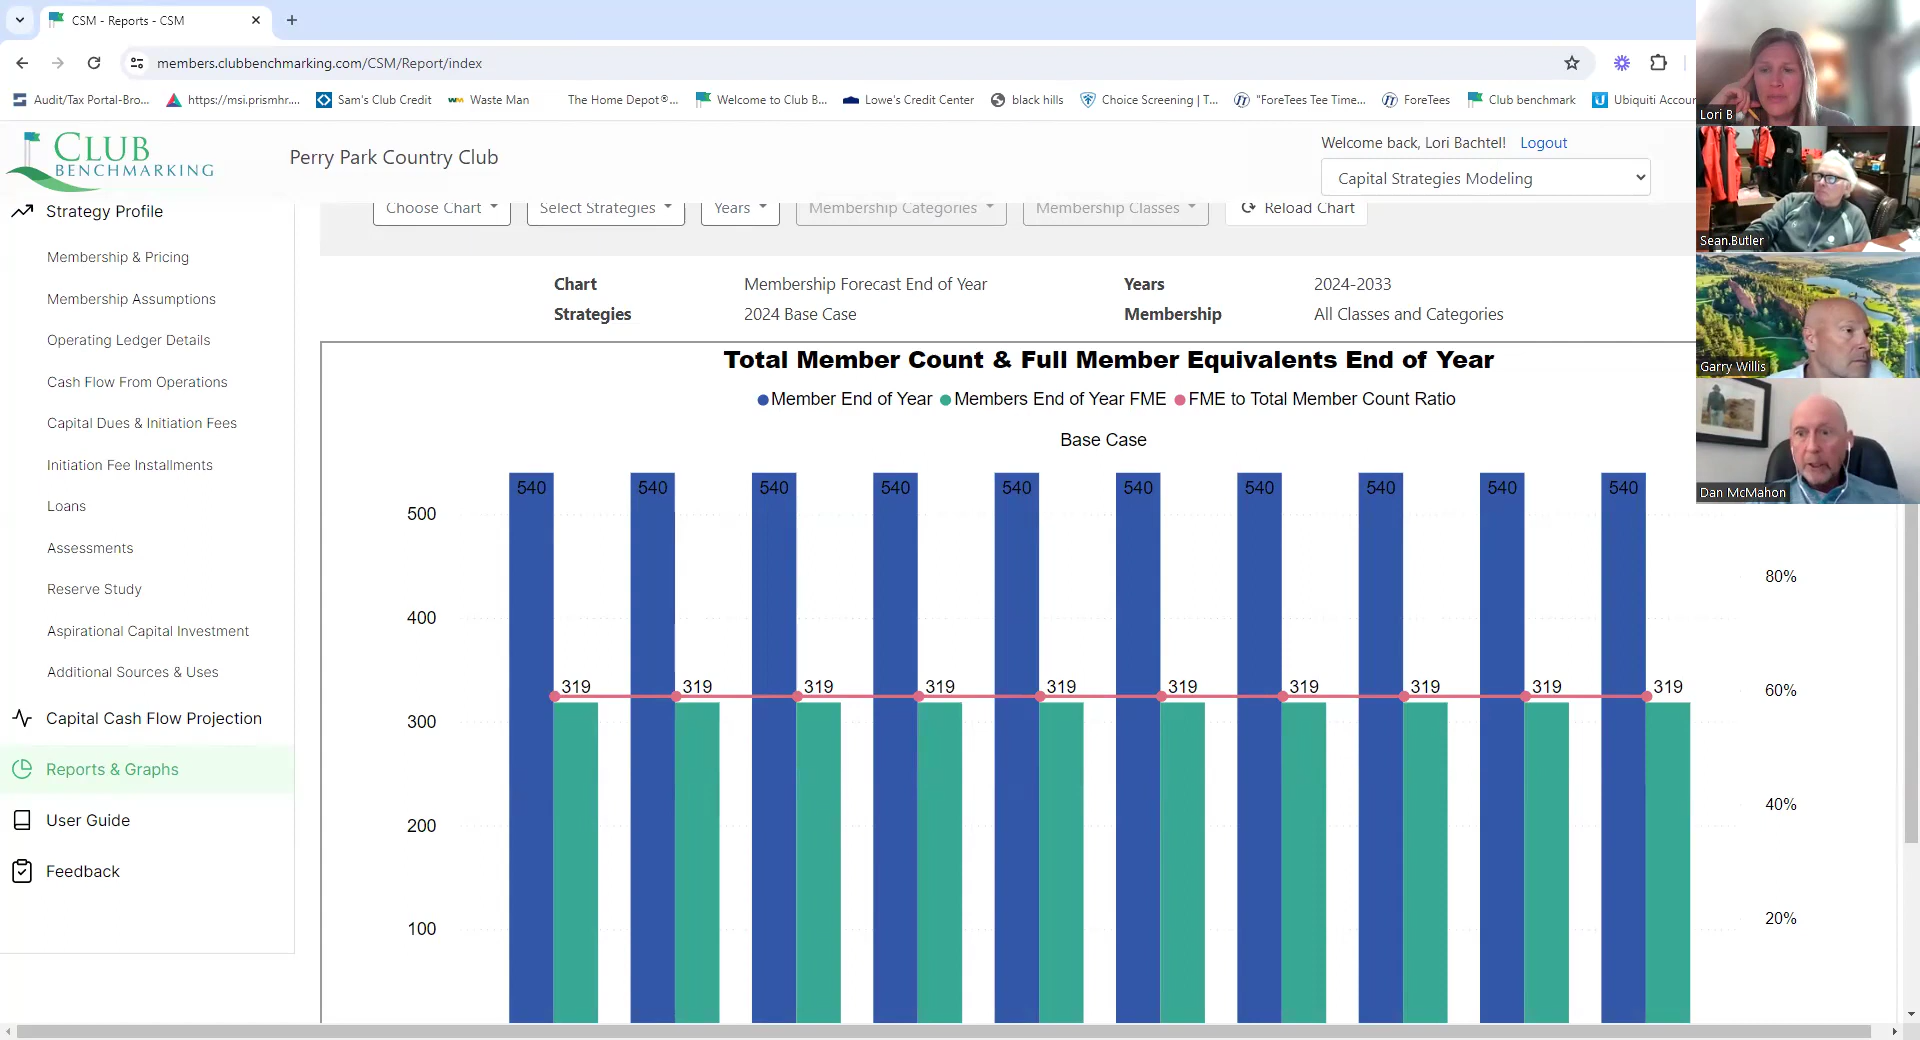 CSM - Reports - CSM
members.clubbenchmarking.com/CSM/Report/index
Audit/Tax Portal-Bro... https://msi.prismhr.... Sam's Club Credit Waste Man The Home Depot®... Welcome to Club B... Lowe's Credit Center black hills Choice Screening | T... "ForeTees Tee Time... ForeTees Club benchmark Ubiquiti Accou
CLUB
BENCHMARKING
Perry Park Country Club
Welcome back, Lori Bachtel! Logout
Capital Strategies Modeling
Strategy Profile
Membership & Pricing
Membership Assumptions
Operating Ledger Details
Cash Flow From Operations
Capital Dues & Initiation Fees
Initiation Fee Installments
Loans
Assessments
Reserve Study
Aspirational Capital Investment
Additional Sources & Uses
Capital Cash Flow Projection
Reports & Graphs
User Guide
Feedback
Choose Chart Select Strategies Years Membership Categories Membership Classes Reload Chart
Chart Membership Forecast End of Year Years 2024-2033
Strategies 2024 Base Case Membership All Classes and Categories
Total Member Count & Full Member Equivalents End of Year
Member End of Year Members End of Year FME FME to Total Member Count Ratio
Base Case
540 540 540 540 540 540 540 540 540 540
500
400
300
200
100
319 319 319 319 319 319 319 319 319 319
80%
60%
40%
20%
Lori B
Sean.Butler
Garry Willis
Dan McMahon